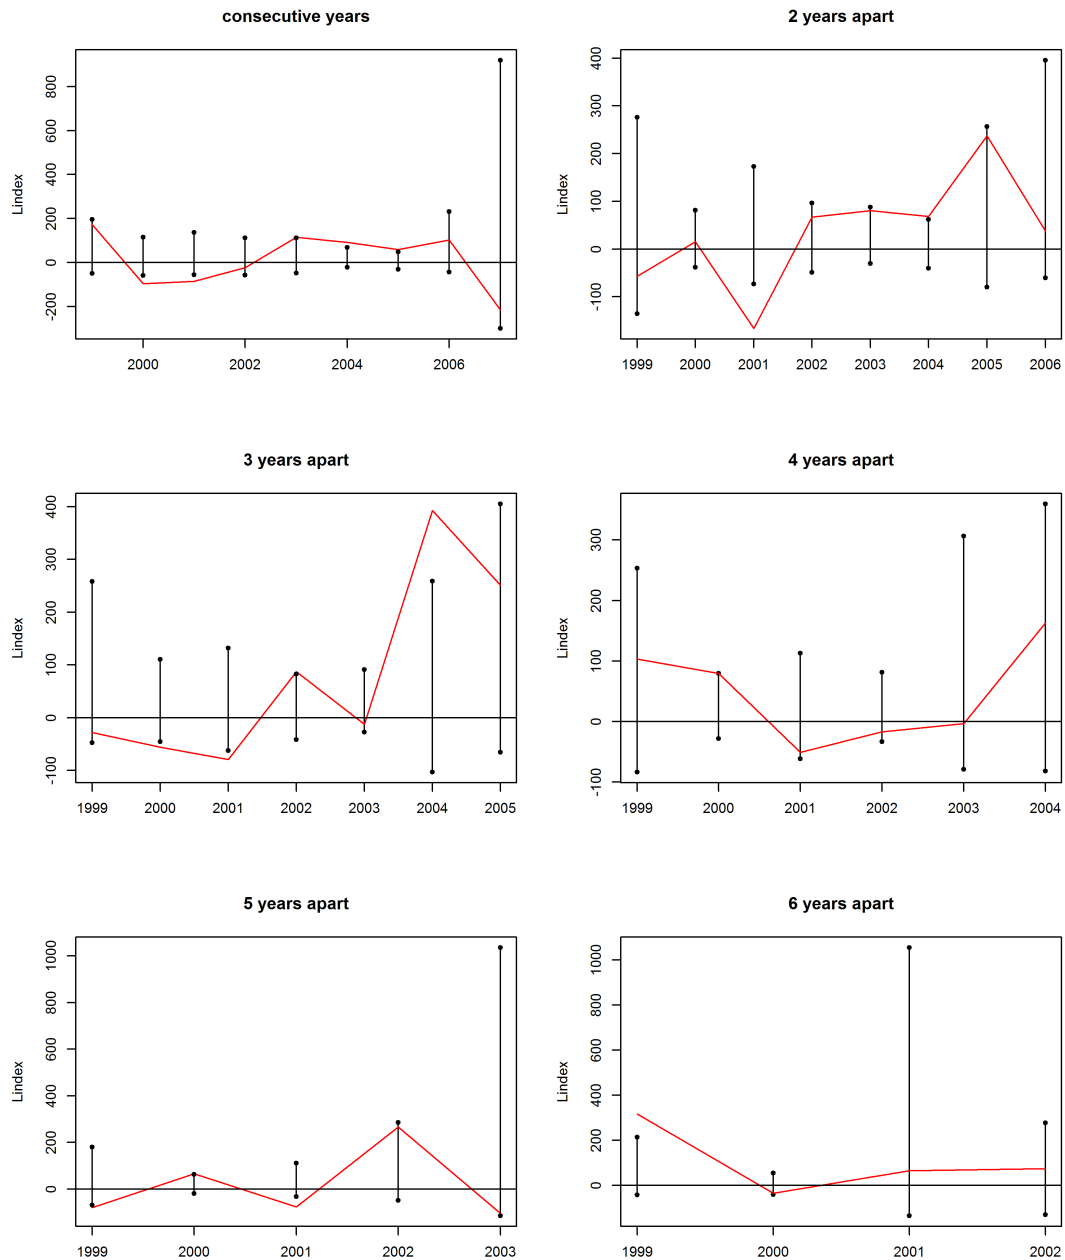 consecutive years
Lindex
800
600
400
200
0
-200
2000 2002 2004 2006
2 years apart
Lindex
400
300
200
100
0
-100
1999 2000 2001 2002 2003 2004 2005 2006
3 years apart
Lindex
400
300
200
100
0
-100
1999 2000 2001 2002 2003 2004 2005
4 years apart
Lindex
300
200
100
0
-100
1999 2000 2001 2002 2003 2004
5 years apart
Lindex
1000
800
600
400
200
0
1999 2000 2001 2002 2003
6 years apart
Lindex
1000
800
600
400
200
0
1999 2000 2001 2002